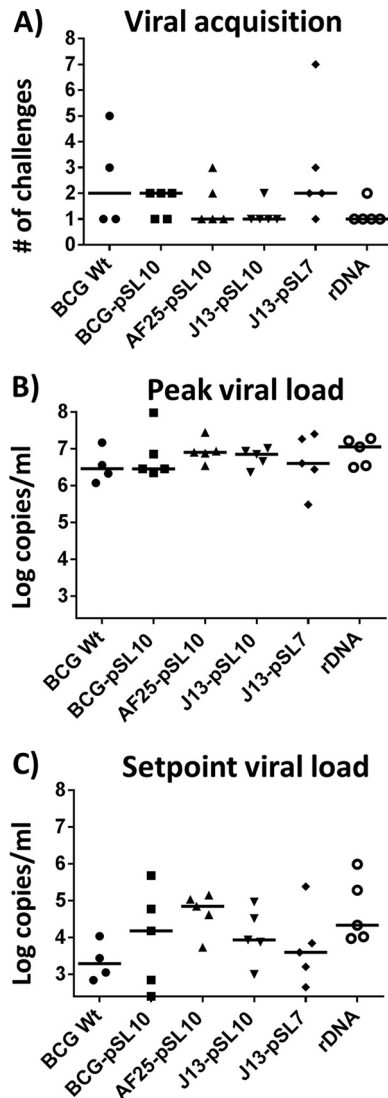 A) Viral acquisition
# of challenges
8
7
6
5
4
3
2
1
0
BCG Wt
BCG-pSL10
AF25-pSL10
J13-pSL10
J13-pSL7
rDNA
B) Peak viral load
Log copies/ml
8
7
6
5
4
3
BCG Wt
BCG-pSL10
AF25-pSL10
J13-pSL10
J13-pSL7
rDNA
C) Setpoint viral load
Log copies/ml
8
7
6
5
4
3
BCG Wt
BCG-pSL10
AF25-pSL10
J13-pSL10
J13-pSL7
rDNA